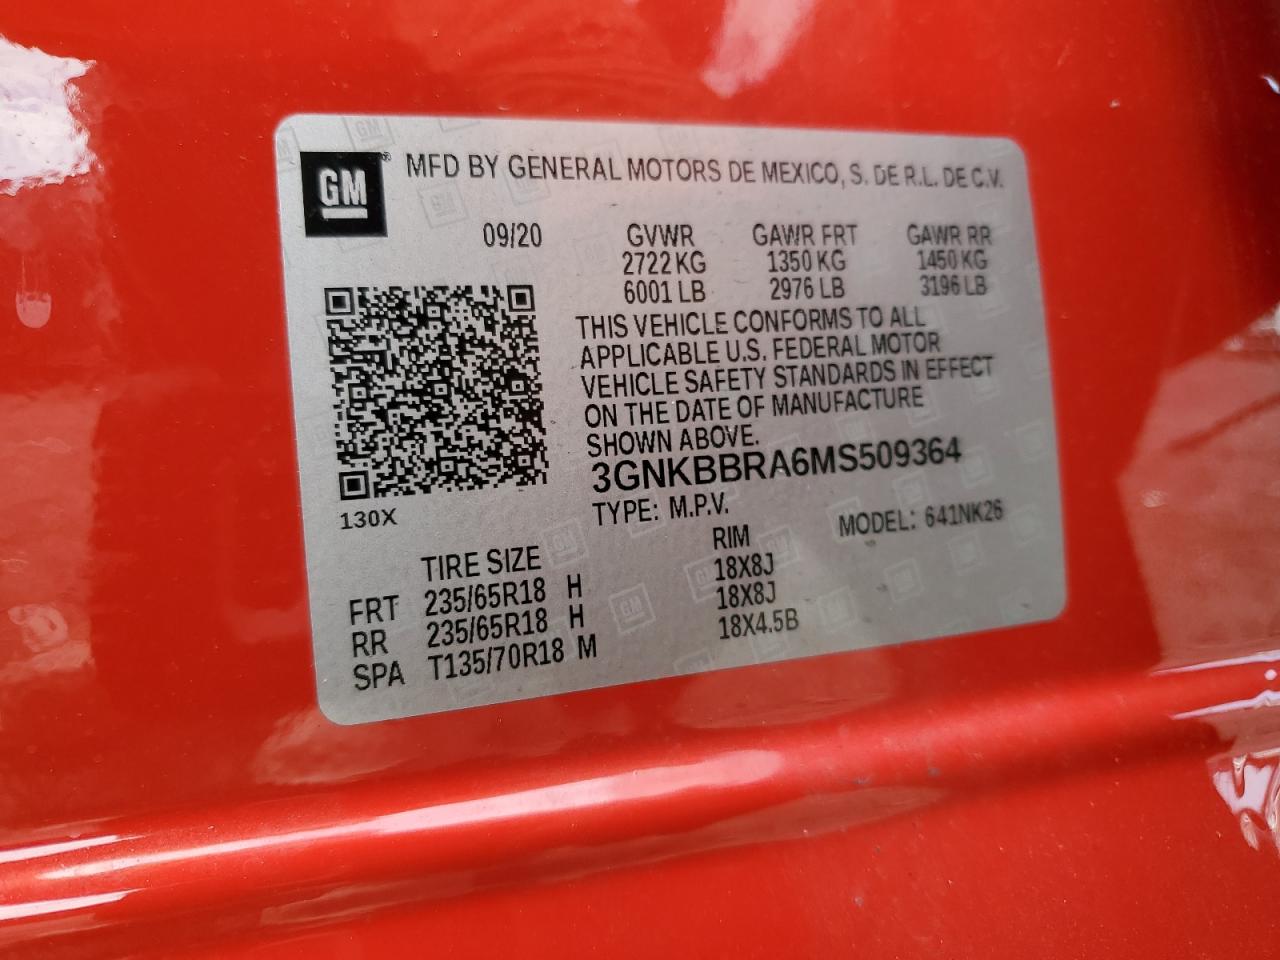 GM ® MFD BY GENERAL MOTORS DE MEXICO, S. DE R.L. DE C.V.
09/20 GVWR GAWR FRT GAWR RR
2722 KG 1350 KG 1450 KG
6001 LB 2976 LB 3196 LB
THIS VEHICLE CONFORMS TO ALL
APPLICABLE U.S. FEDERAL MOTOR
VEHICLE SAFETY STANDARDS IN EFFECT
ON THE DATE OF MANUFACTURE
SHOWN ABOVE.
3GNKBBRA6MS509364
130X
TYPE: M.P.V. MODEL: 641NK26
TIRE SIZE RIM
FRT 235/65R18 H 18X8J
RR 235/65R18 H 18X8J
SPA T135/70R18 M 18X4.5B